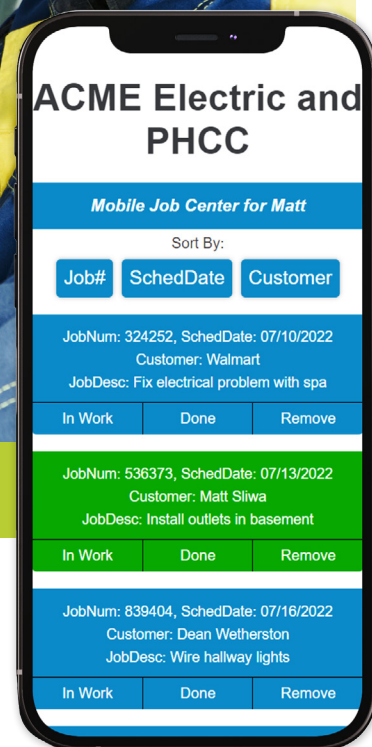 ACME Electric and
PHCC
Mobile Job Center for Matt
Sort By:
Job# SchedDate Customer
JobNum: 324252, SchedDate: 07/10/2022
Customer: Walmart
JobDesc: Fix electrical problem with spa
In Work Done Remove
JobNum: 536373, SchedDate: 07/13/2022
Customer: Matt Sliwa
JobDesc: Install outlets in basement
In Work Done Remove
JobNum: 839404, SchedDate: 07/16/2022
Customer: Dean Wetherston
JobDesc: Wire hallway lights
In Work Done Remove